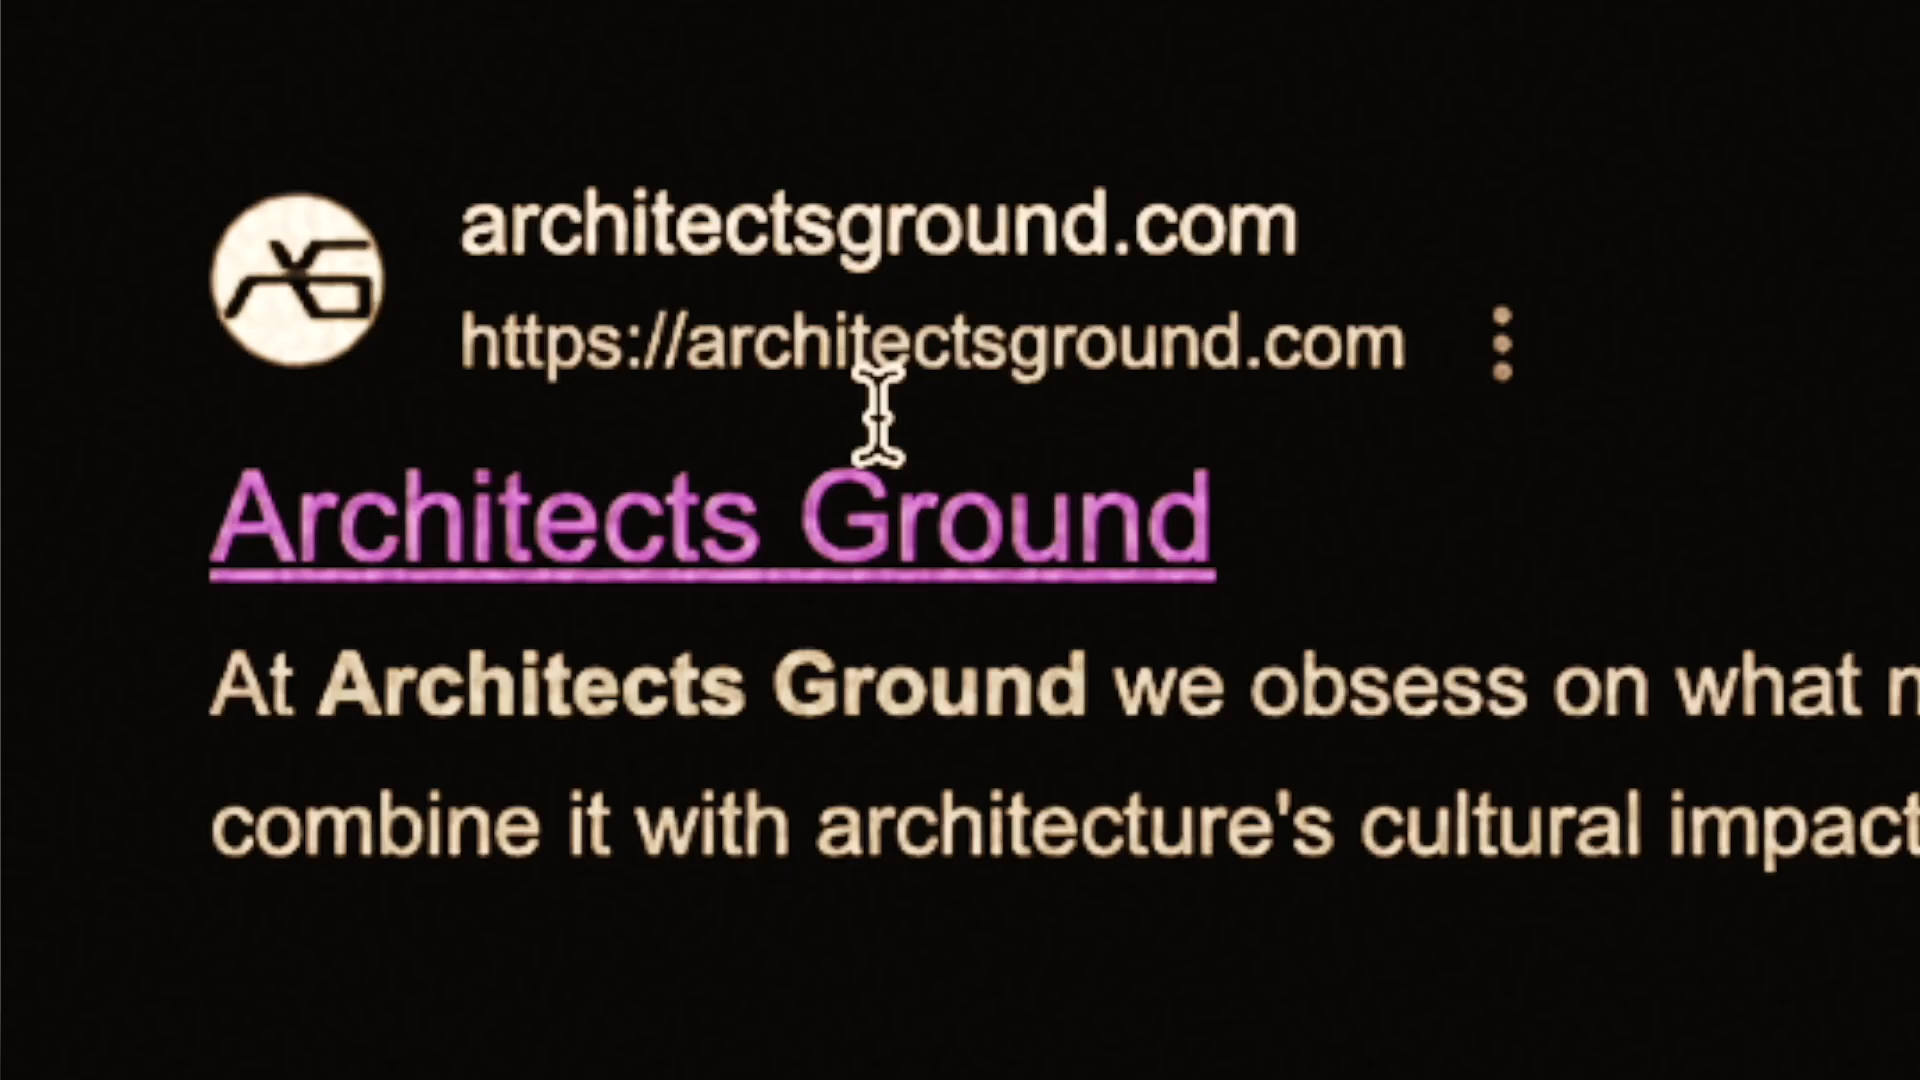 architectsground.com
https://architectsground.com
Architects Ground
At Architects Ground we obsess on what
combine it with architecture's cultural impact